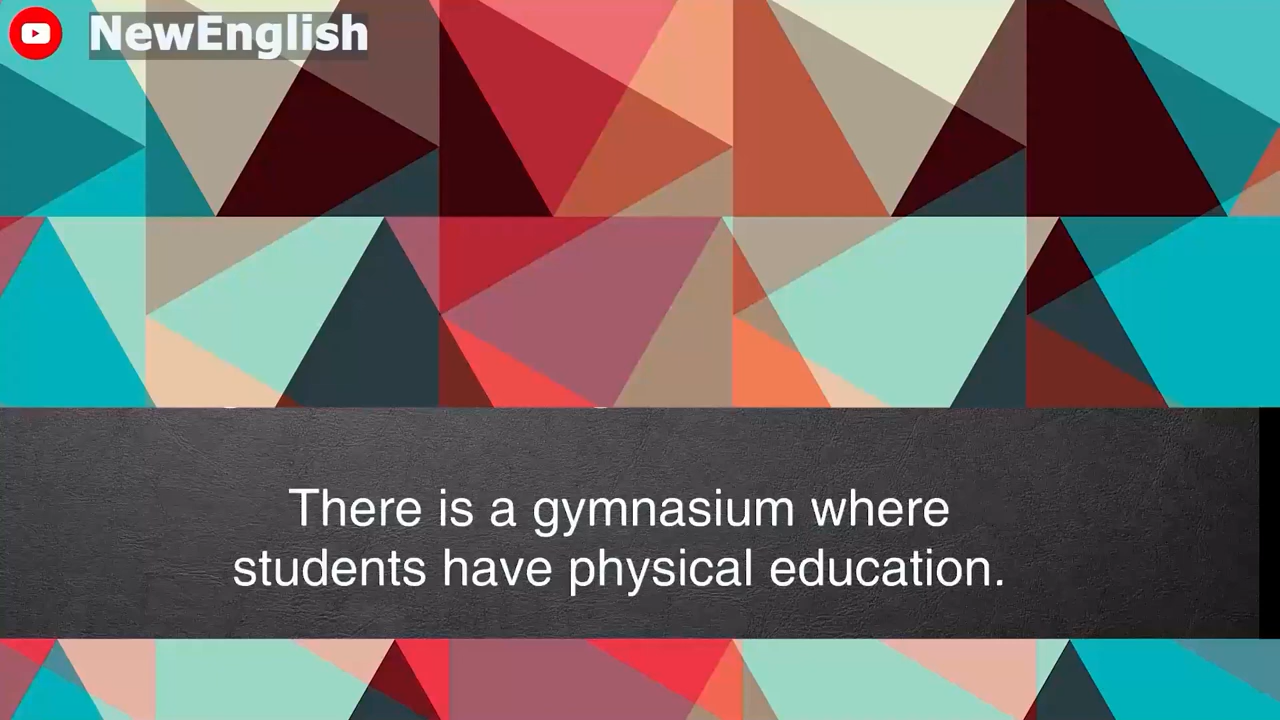 NewEnglish
There is a gymnasium where
students have physical education.